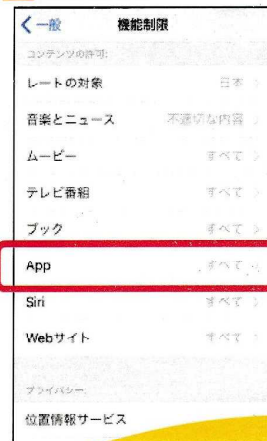 一般
機能制限
コンテンツの許可:
レートの対象 日本
音楽とニュース 不適切な内容
ムービー すべて
テレビ番組 すべて
ブック すべて
App すべて
Siri すべて
Webサイト すべて
プライバシー:
位置情報サービス